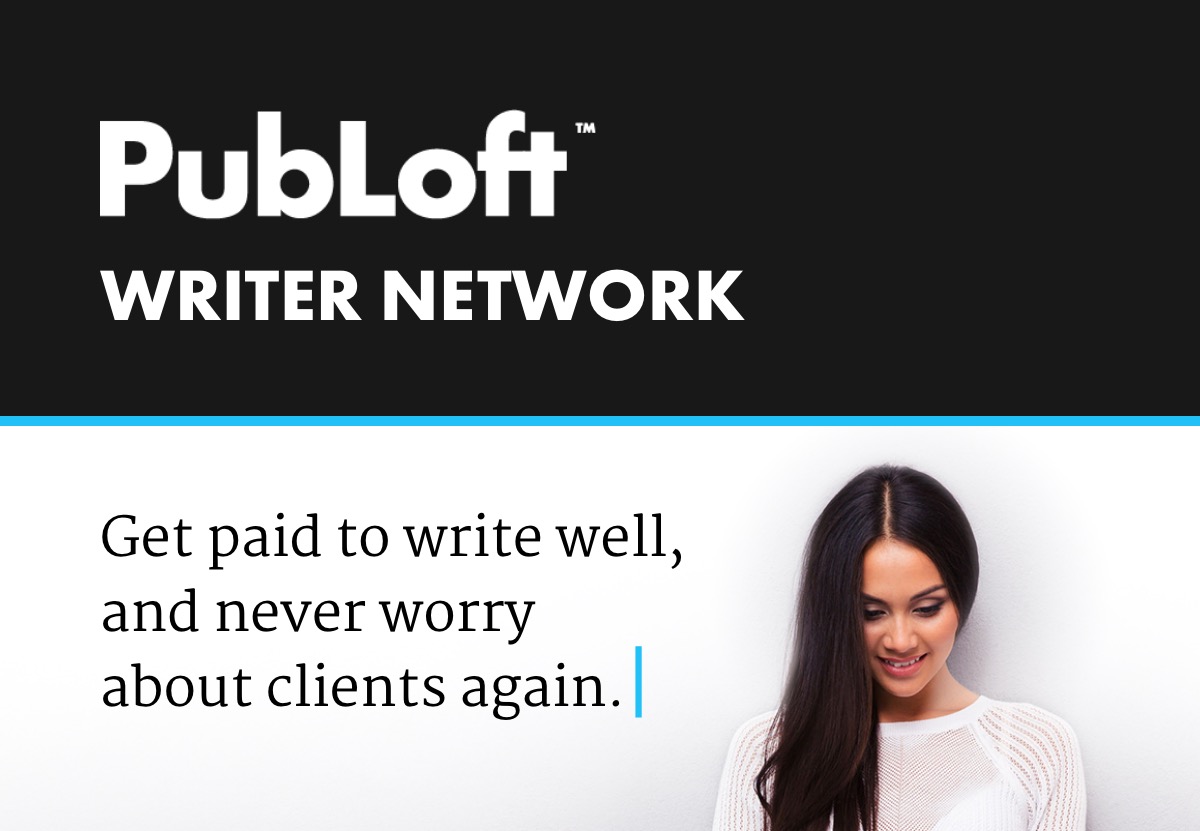 PubLoft™
WRITER NETWORK
Get paid to write well,
and never worry
about clients again.